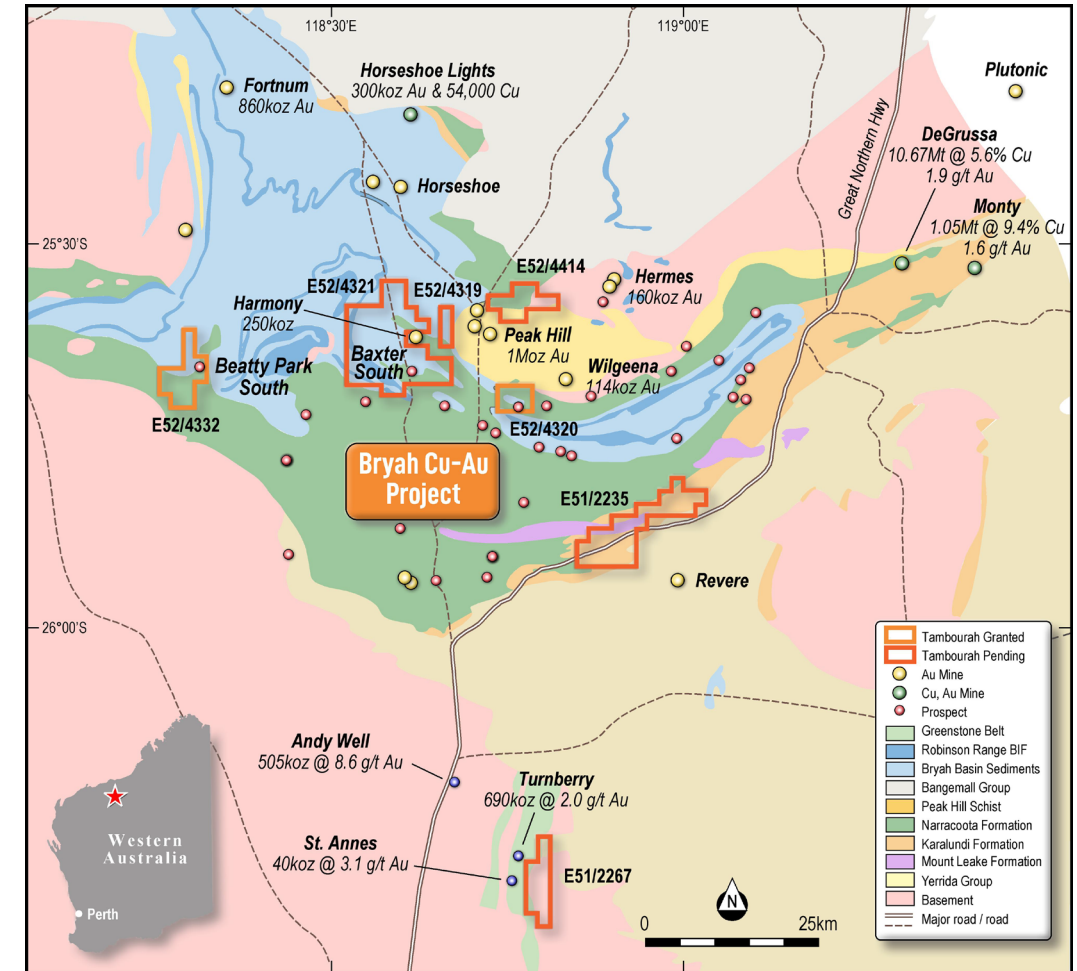 118°30'E
119°00'E
Fortnum
860koz Au
Horseshoe Lights
300koz Au & 54,000 Cu
Plutonic
Great Northern Hwy
DeGrussa
10.67Mt @ 5.6% Cu
1.9 g/t Au
Horseshoe
Monty
1.05Mt @ 9.4% Cu
1.6 g/t Au
25°30'S
E52/4414
E52/4321
E52/4319
Hermes
160koz Au
Harmony
250koz
Peak Hill
1Moz Au
Baxter
South
Beatty Park
South
Wilgeena
114koz Au
E52/4332
E52/4320
Bryah Cu-Au
Project
E51/2235
Revere
26°00'S
Andy Well
505koz @ 8.6 g/t Au
Turnberry
690koz @ 2.0 g/t Au
St. Annes
40koz @ 3.1 g/t Au
E51/2267
Western
Australia
Perth
N
0
25km
Tambourah Granted
Tambourah Pending
Au Mine
Cu, Au Mine
Prospect
Greenstone Belt
Robinson Range BIF
Bryah Basin Sediments
Bangemall Group
Peak Hill Schist
Narracoota Formation
Karalundi Formation
Mount Leake Formation
Yerrida Group
Basement
Major road / road